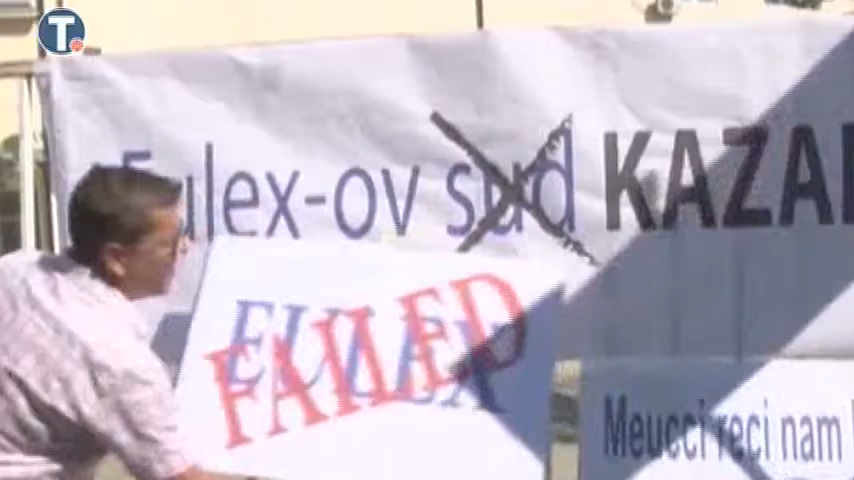 T
Eulex-ov sud KAZA
EULEX
FAILED
Meucci reci nam